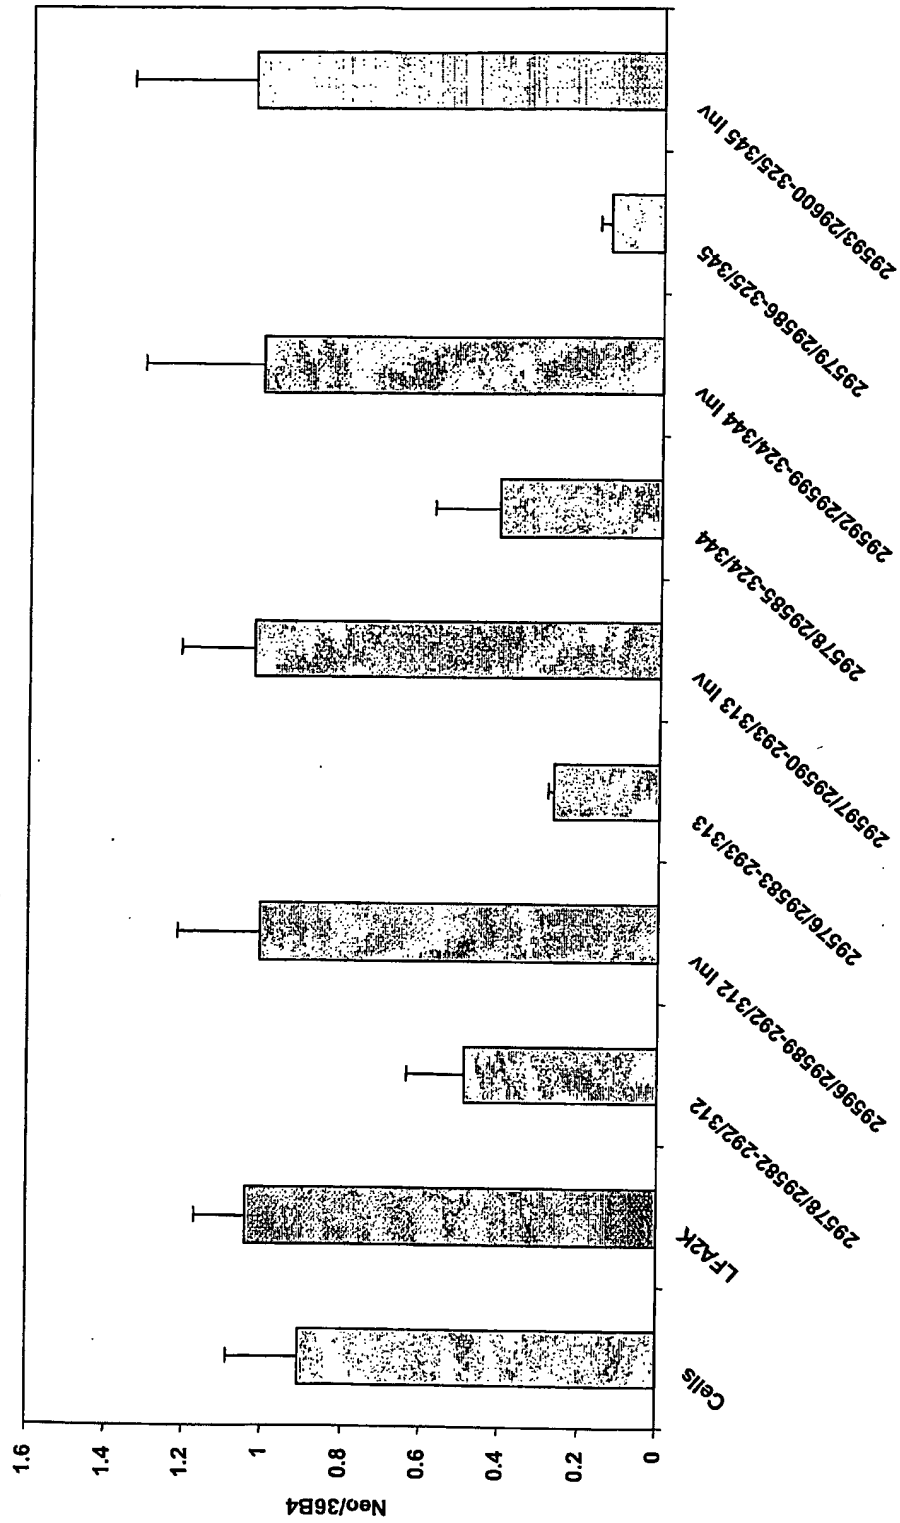 1.6
1.4
1.2
1
0.8
0.6
0.4
0.2
0
Neo/36B4
Cells
LFA2K
29578/29582-292/312
29596/29589-292/312 Inv
29576/29583-293/313
29597/29590-293/313 Inv
29578/29585-324/344
29592/29599-324/344 Inv
29579/29586-325/345
29593/29600-325/345 Inv